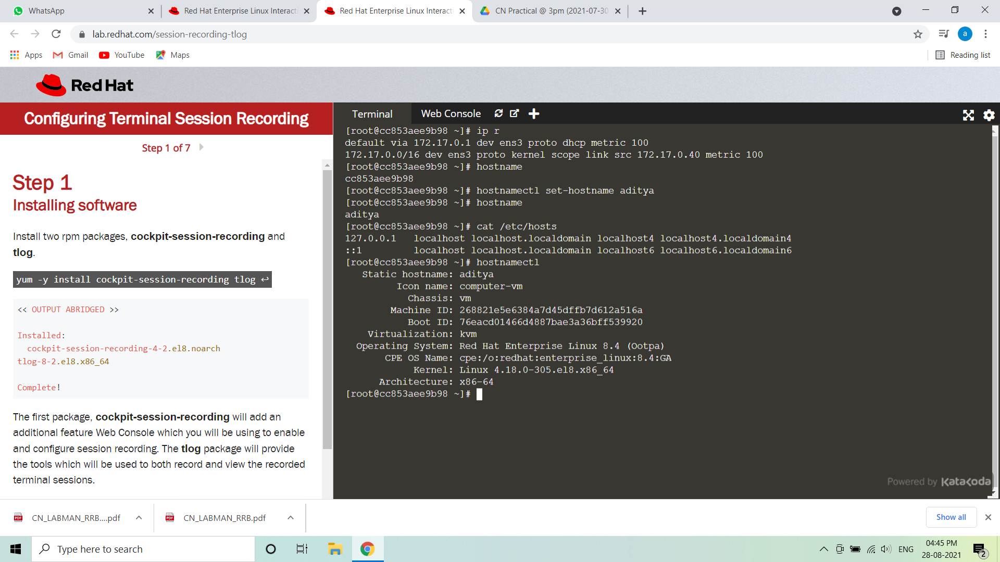 WhatsApp
Red Hat Enterprise Linux Interacti
Red Hat Enterprise Linux Interacti
CN Practical @ 3pm (2021-07-30
lab.redhat.com/session-recording-tlog
a
Apps
Gmail
YouTube
Maps
Reading list
Red Hat
Configuring Terminal Session Recording
Step 1 of 7
Step 1
Installing software
Install two rpm packages, cockpit-session-recording and
tlog.
yum -y install cockpit-session-recording tlog ↩
<< OUTPUT ABRIDGED >>
Installed:
cockpit-session-recording-4-2.el8.noarch
tlog-8-2.el8.x86_64
Complete!
The first package, cockpit-session-recording will add an
additional feature Web Console which you will be using to enable
and configure session recording. The tlog package will provide
the tools which will be used to both record and view the recorded
terminal sessions.
Terminal
Web Console
[root@cc853aee9b98 ~]# ip r
default via 172.17.0.1 dev ens3 proto dhcp metric 100
172.17.0.0/16 dev ens3 proto kernel scope link src 172.17.0.40 metric 100
[root@cc853aee9b98 ~]# hostname
cc853aee9b98
[root@cc853aee9b98 ~]# hostnamectl set-hostname aditya
[root@cc853aee9b98 ~]# hostname
aditya
[root@cc853aee9b98 ~]# cat /etc/hosts
127.0.0.1   localhost localhost.localdomain localhost4 localhost4.localdomain4
::1         localhost localhost.localdomain localhost6 localhost6.localdomain6
[root@cc853aee9b98 ~]# hostnamectl
Static hostname: aditya
Icon name: computer-vm
Chassis: vm
Machine ID: 268821e5e6384a7d45dffb7d612a516a
Boot ID: 76eacd01466d4887bae3a36bff539920
Virtualization: kvm
Operating System: Red Hat Enterprise Linux 8.4 (Ootpa)
CPE OS Name: cpe:/o:redhat:enterprise_linux:8.4:GA
Kernel: Linux 4.18.0-305.el8.x86_64
Architecture: x86-64
[root@cc853aee9b98 ~]#
Powered by Katacoda
CN_LABMAN_RRB....pdf
CN_LABMAN_RRB.pdf
Show all
Type here to search
ENG
04:45 PM
28-08-2021
2